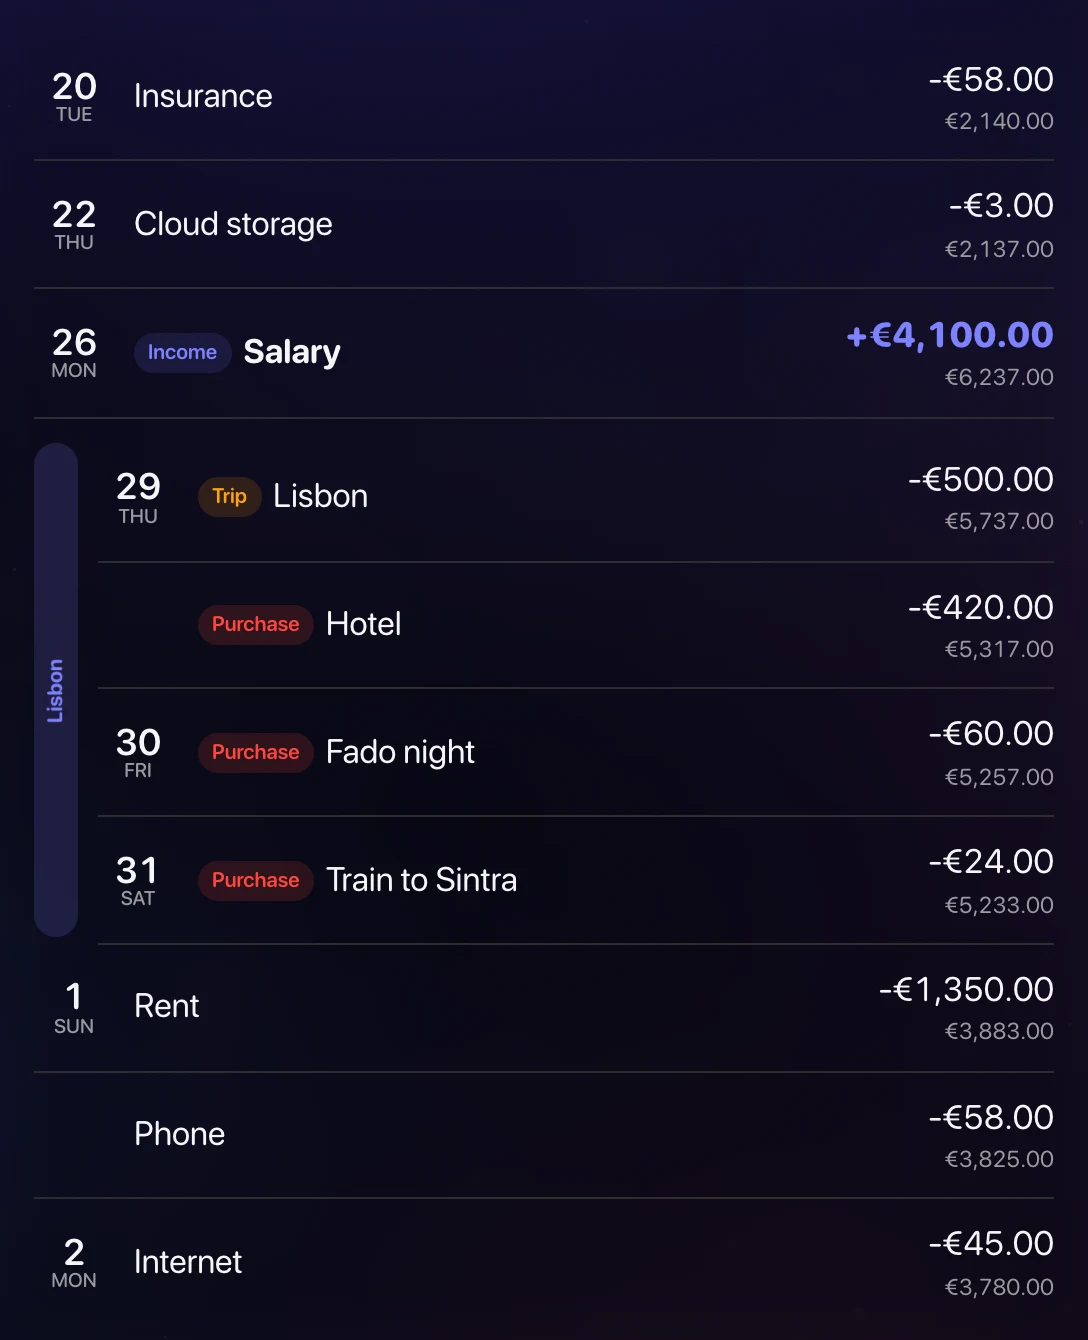 20
TUE
Insurance
-€58.00
€2,140.00
22
THU
Cloud storage
-€3.00
€2,137.00
26
MON
Income
Salary
+€4,100.00
€6,237.00
Lisbon
29
THU
Trip
Lisbon
-€500.00
€5,737.00
Purchase
Hotel
-€420.00
€5,317.00
30
FRI
Purchase
Fado night
-€60.00
€5,257.00
31
SAT
Purchase
Train to Sintra
-€24.00
€5,233.00
1
SUN
Rent
-€1,350.00
€3,883.00
Phone
-€58.00
€3,825.00
2
MON
Internet
-€45.00
€3,780.00